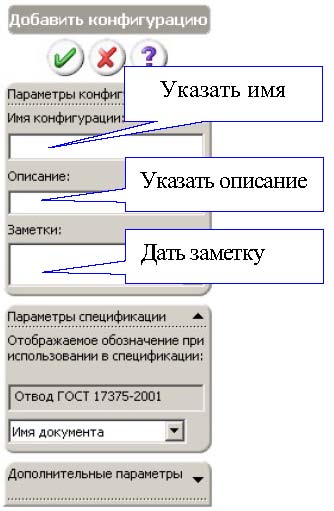 Добавить конфигурацию
?
Параметры конфиг
Указать имя
Имя конфигурации:
Описание:
Указать описание
Заметки:
Дать заметку
Параметры спецификации
Отображаемое обозначение при
использовании в спецификации:
Отвод ГОСТ 17375-2001
Имя документа
Дополнительные параметры